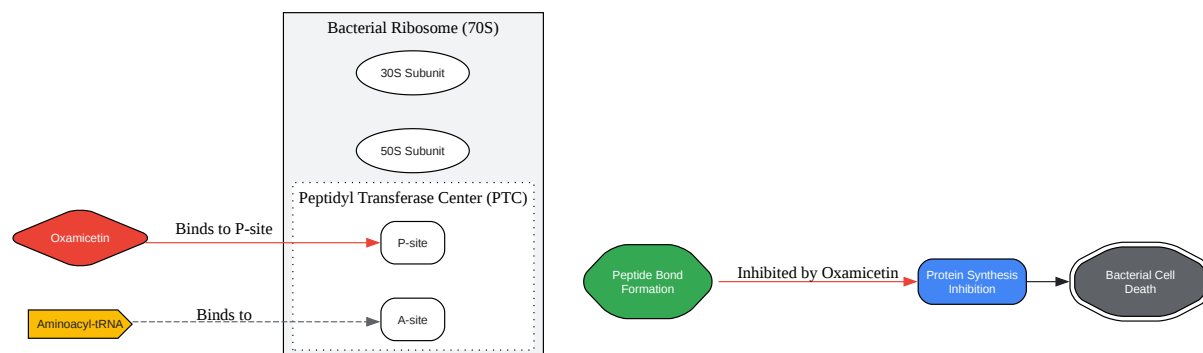 Bacterial Ribosome (70S)
30S Subunit
50S Subunit
Peptidyl Transferase Center (PTC)
Oxamicetin
Binds to P-site
P-site
Aminoacyl-tRNA
Binds to
A-site
Peptide Bond
Formation
Inhibited by Oxamicetin
Protein Synthesis
Inhibition
Bacterial Cell
Death